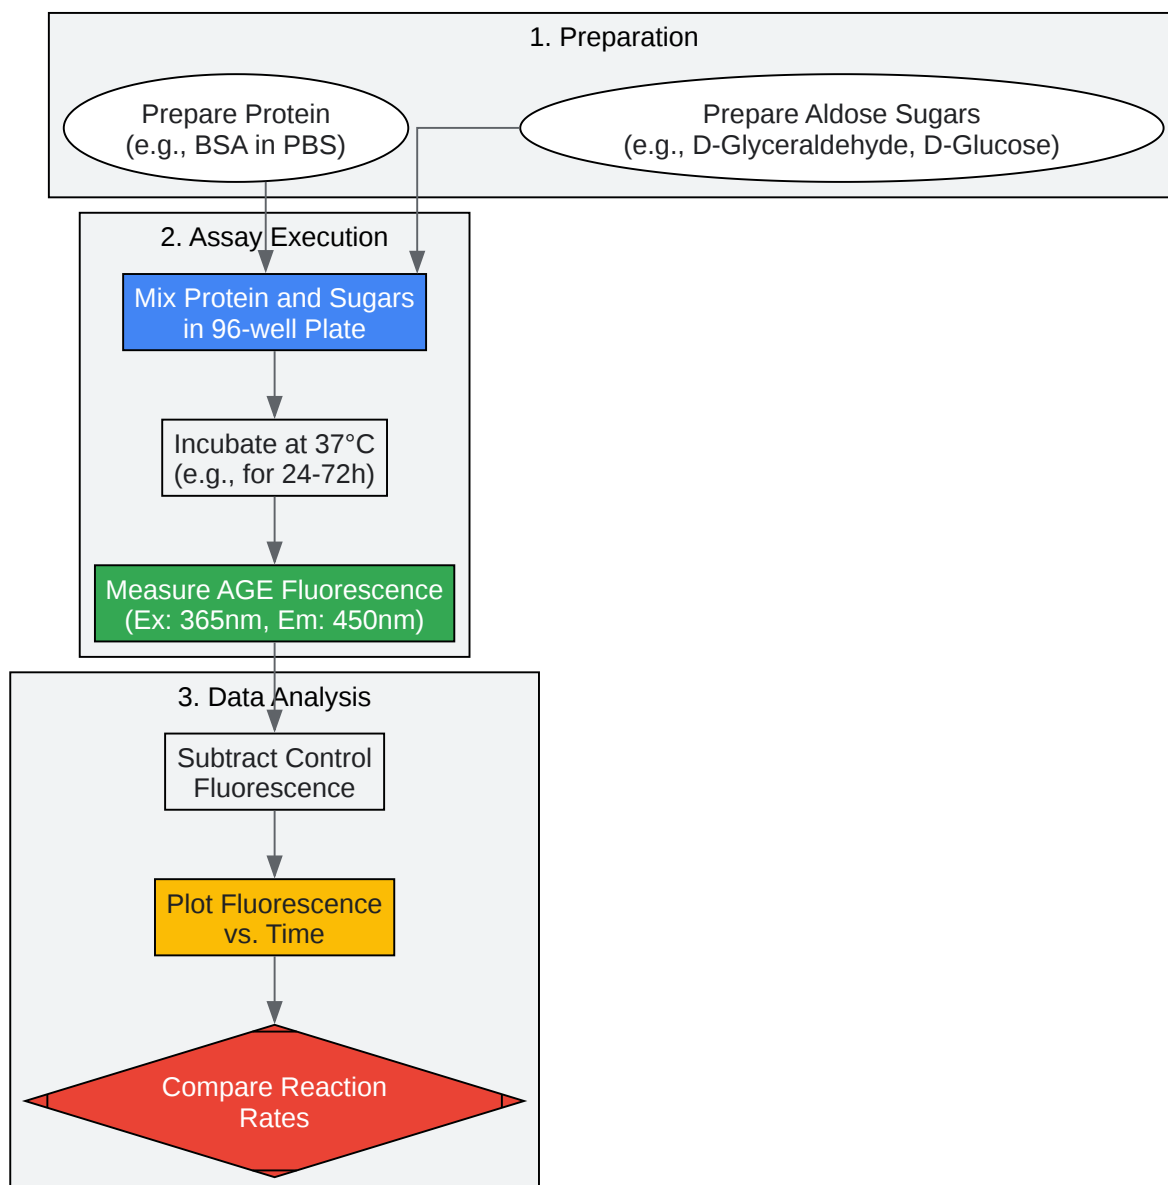 1. Preparation
Prepare Protein
(e.g., BSA in PBS)
Prepare Aldose Sugars
(e.g., D-Glyceraldehyde, D-Glucose)
2. Assay Execution
Mix Protein and Sugars
in 96-well Plate
Incubate at 37°C
(e.g., for 24-72h)
Measure AGE Fluorescence
(Ex: 365nm, Em: 450nm)
3. Data Analysis
Subtract Control
Fluorescence
Plot Fluorescence
vs. Time
Compare Reaction
Rates